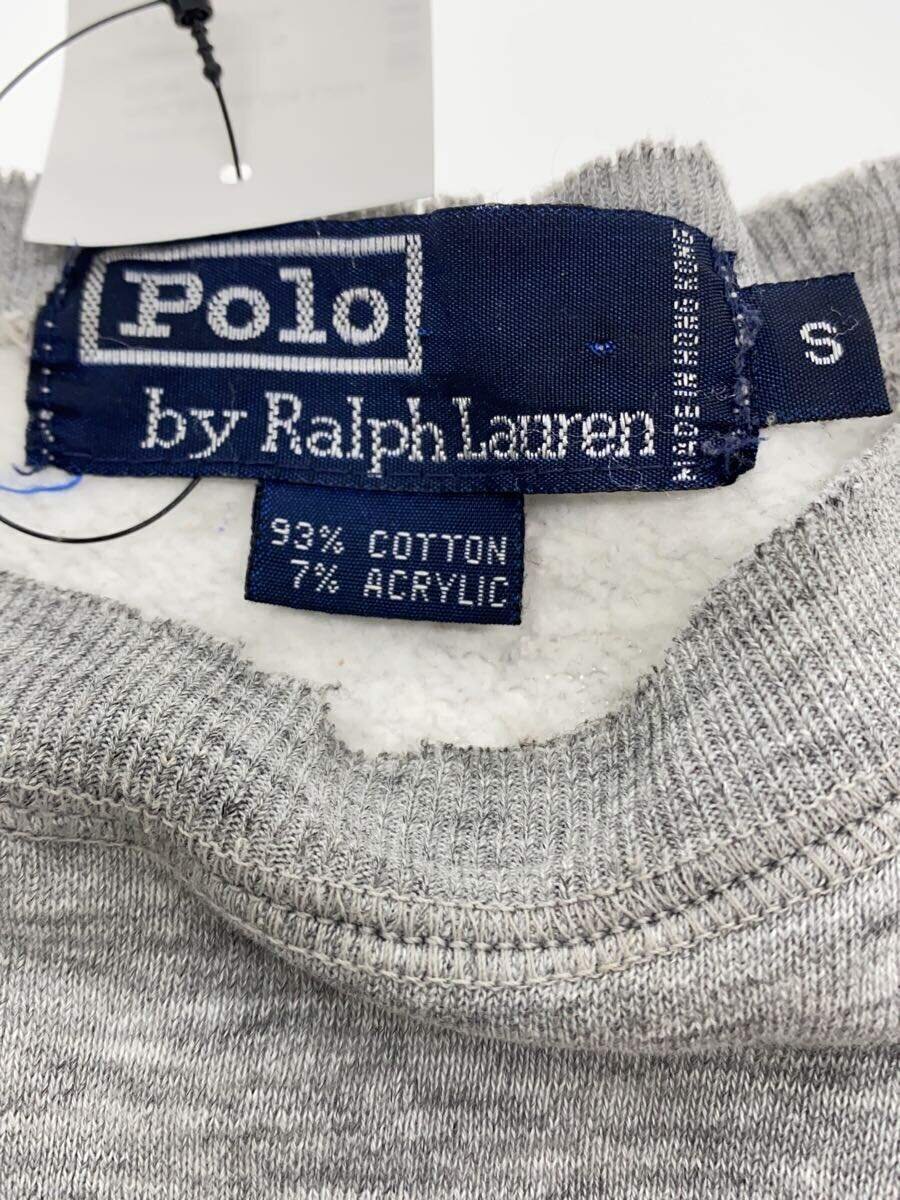 Polo
by Ralph Lauren
MADE IN HONG KONG
S
93% COTTON
7% ACRYLIC